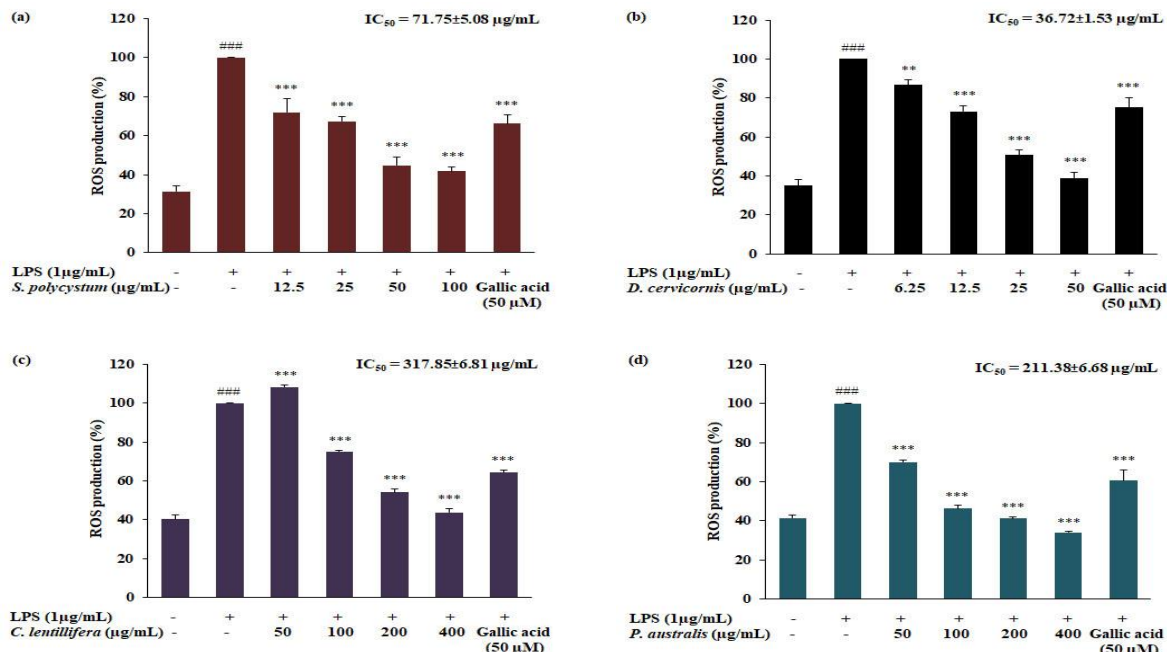 (a)
IC50 = 71.75±5.08 µg/mL
ROS production (%)
120
100
80
60
40
20
0
###
***
***
***
***
***
LPS (1µg/mL) - + + + + + +
S. polycystum (µg/mL) - - 12.5 25 50 100 Gallic acid
(50 µM)
(b)
IC50 = 36.72±1.53 µg/mL
ROS production (%)
120
100
80
60
40
20
0
###
**
***
***
***
***
LPS (1µg/mL) - + + + + + +
D. cervicornis (µg/mL) - - 6.25 12.5 25 50 Gallic acid
(50 µM)
(c)
IC50 = 317.85±6.81 µg/mL
ROS production (%)
120
100
80
60
40
20
0
###
***
***
***
***
***
LPS (1µg/mL) - + + + + + +
C. lentillifera (µg/mL) - - 50 100 200 400 Gallic acid
(50 µM)
(d)
IC50 = 211.38±6.68 µg/mL
ROS production (%)
120
100
80
60
40
20
0
###
***
***
***
***
***
LPS (1µg/mL) - + + + + + +
P. australis (µg/mL) - - 50 100 200 400 Gallic acid
(50 µM)